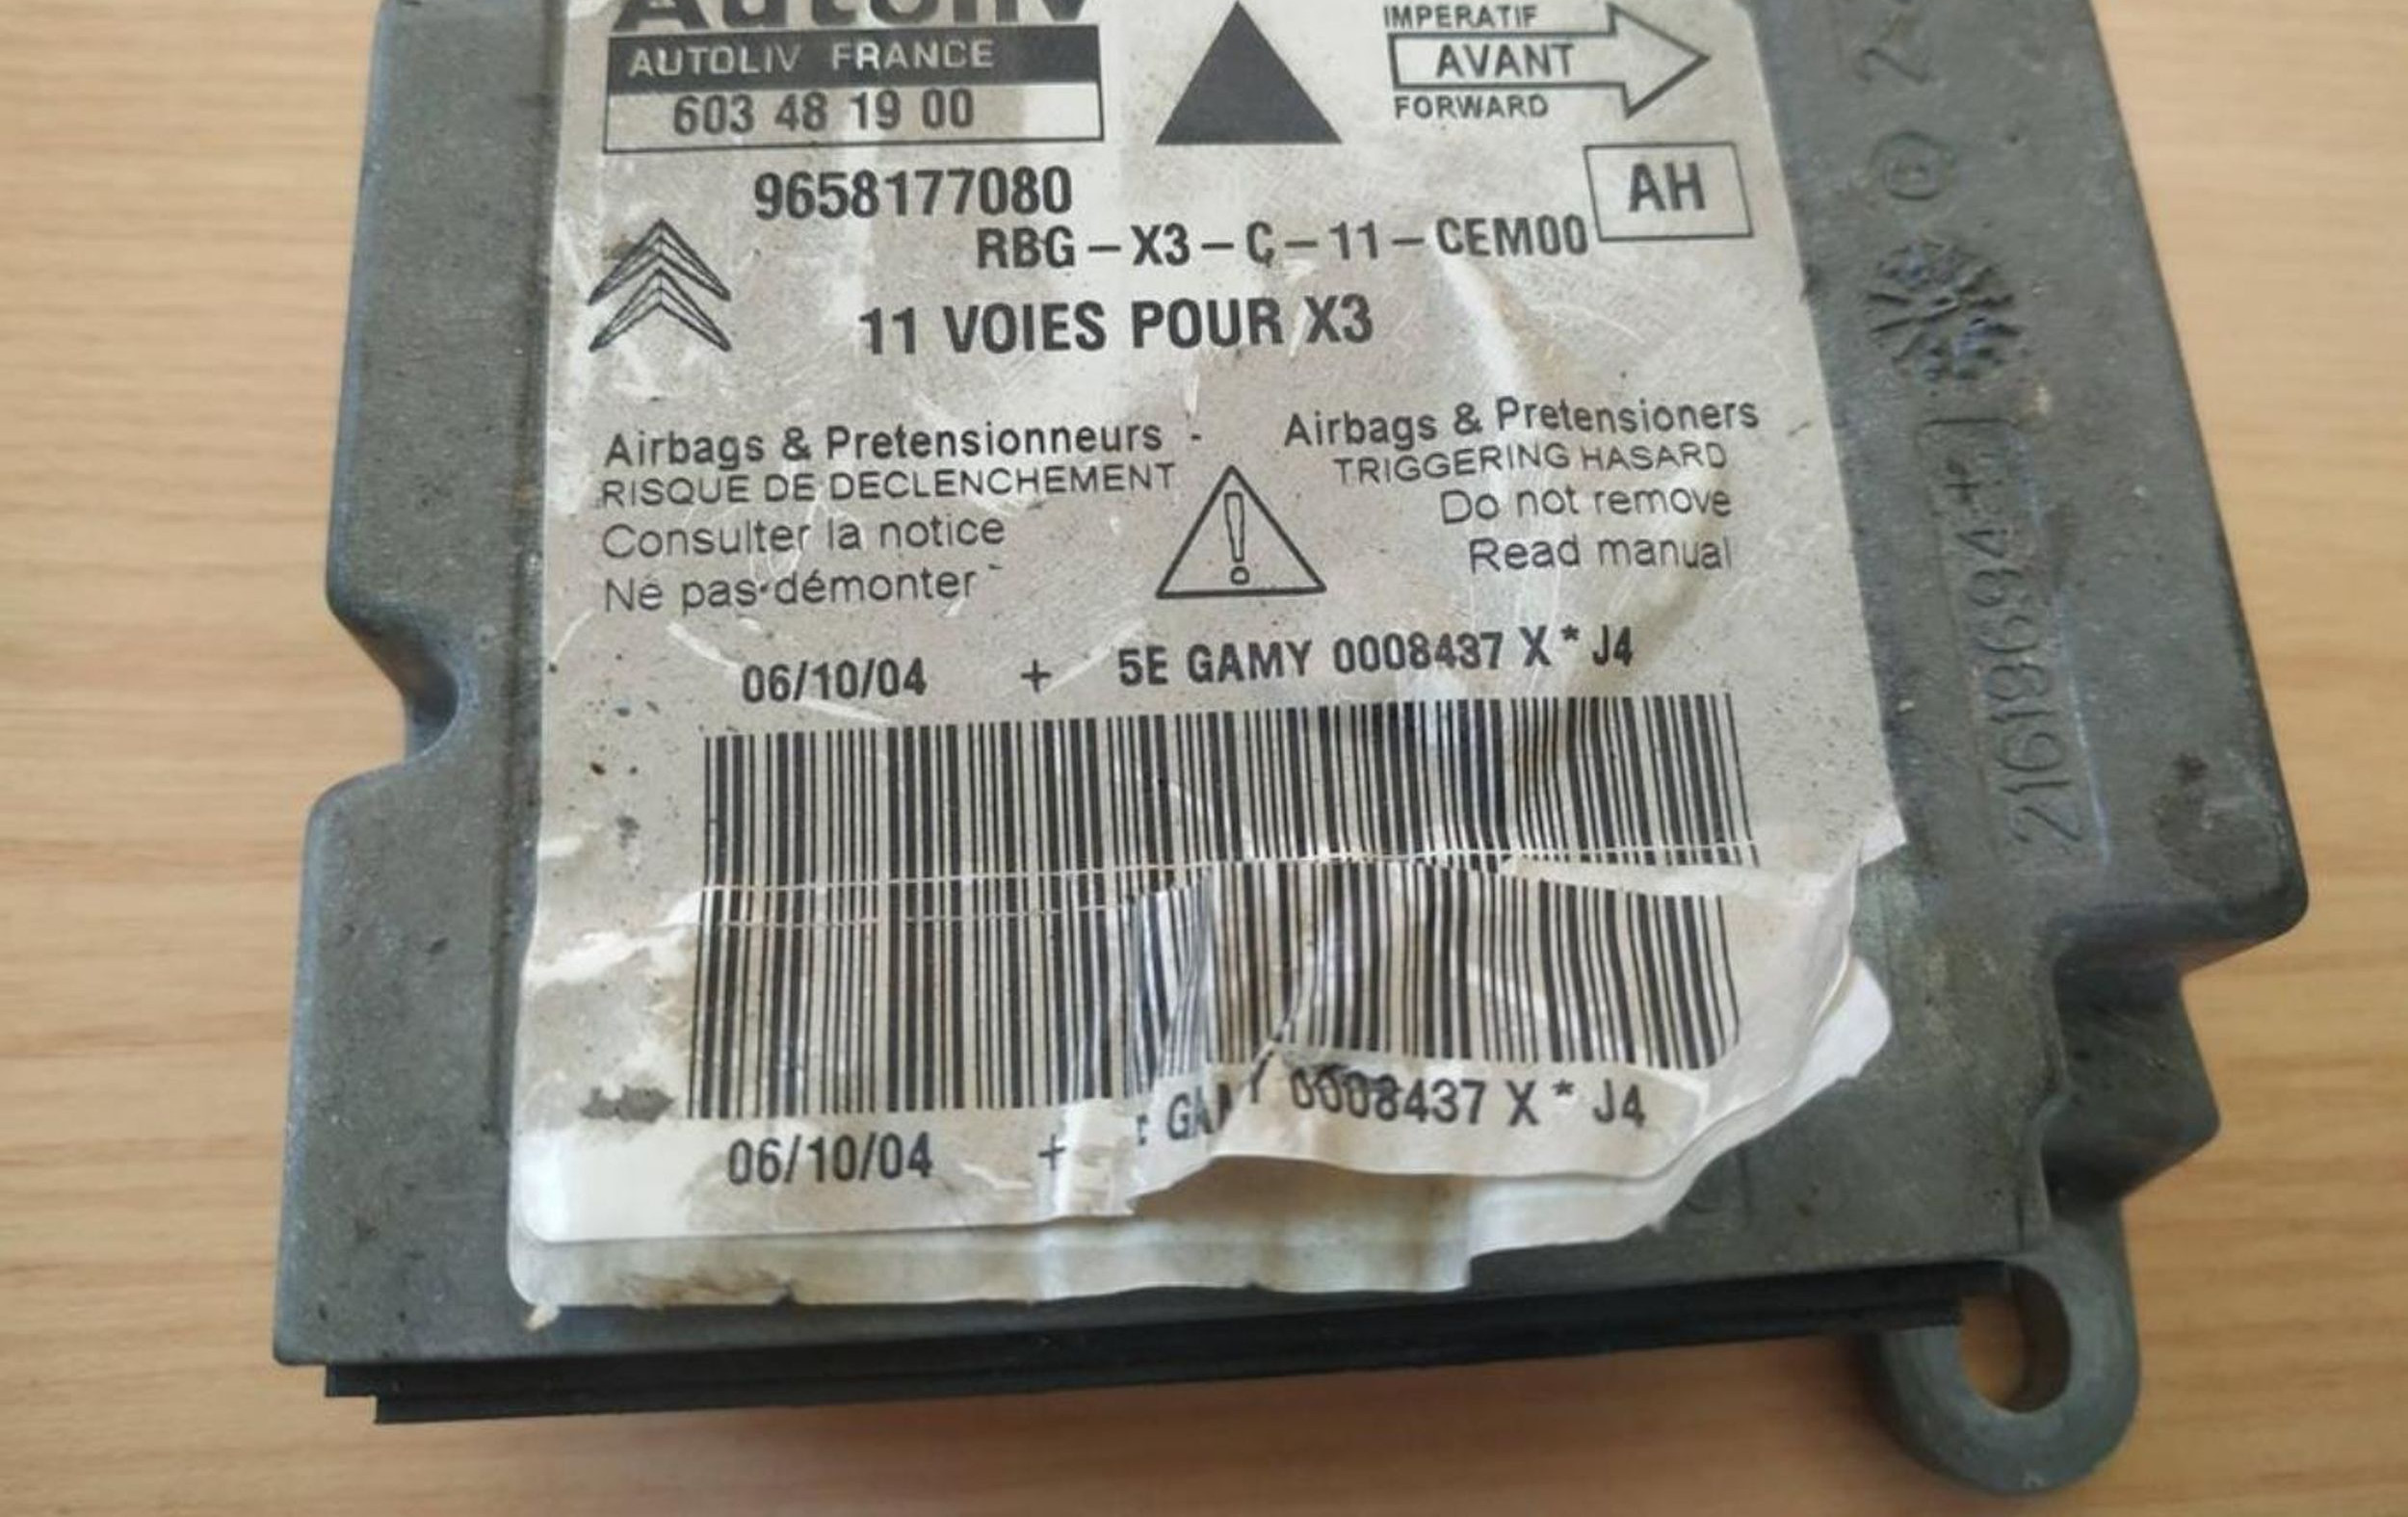 Autoliv
AUTOLIV FRANCE
603 48 19 00
IMPERATIF
AVANT
FORWARD
AH
9658177080
RBG-X3-C-11-CEM00
11 VOIES POUR X3
Airbags & Pretensionneurs -
RISQUE DE DECLENCHEMENT
Consulter la notice
Ne pas démonter
Airbags & Pretensioners
TRIGGERING HASARD
Do not remove
Read manual
06/10/04 + 5E GAMY 0008437 X * J4
06/10/04 + GAMY 0008437 X * J4